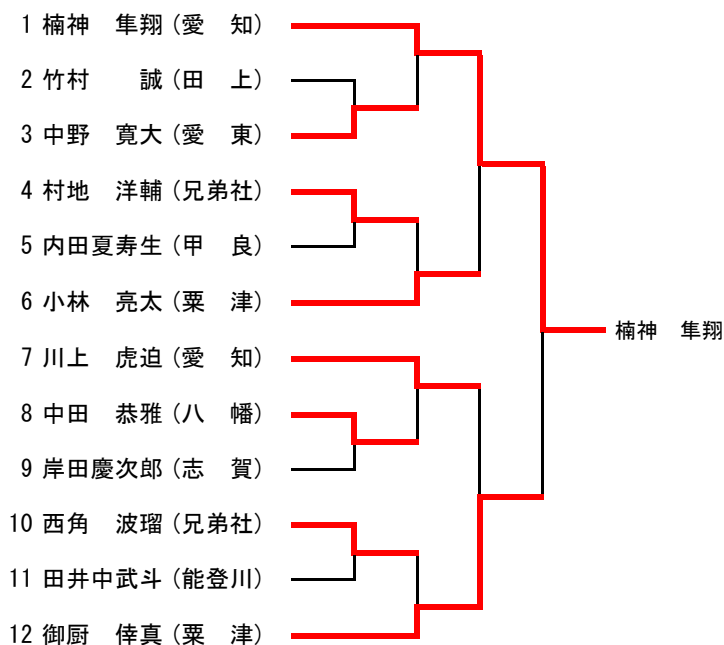 1 楠神　隼翔（愛　知）
2 竹村　　誠（田　上）
3 中野　寛大（愛　東）
4 村地　洋輔（兄弟社）
5 内田夏寿生（甲　良）
6 小林　亮太（粟　津）
楠神　隼翔
7 川上　虎迫（愛　知）
8 中田　恭雅（八　幡）
9 岸田慶次郎（志　賀）
10 西角　波瑠（兄弟社）
11 田井中武斗（能登川）
12 御厨　倖真（粟　津）